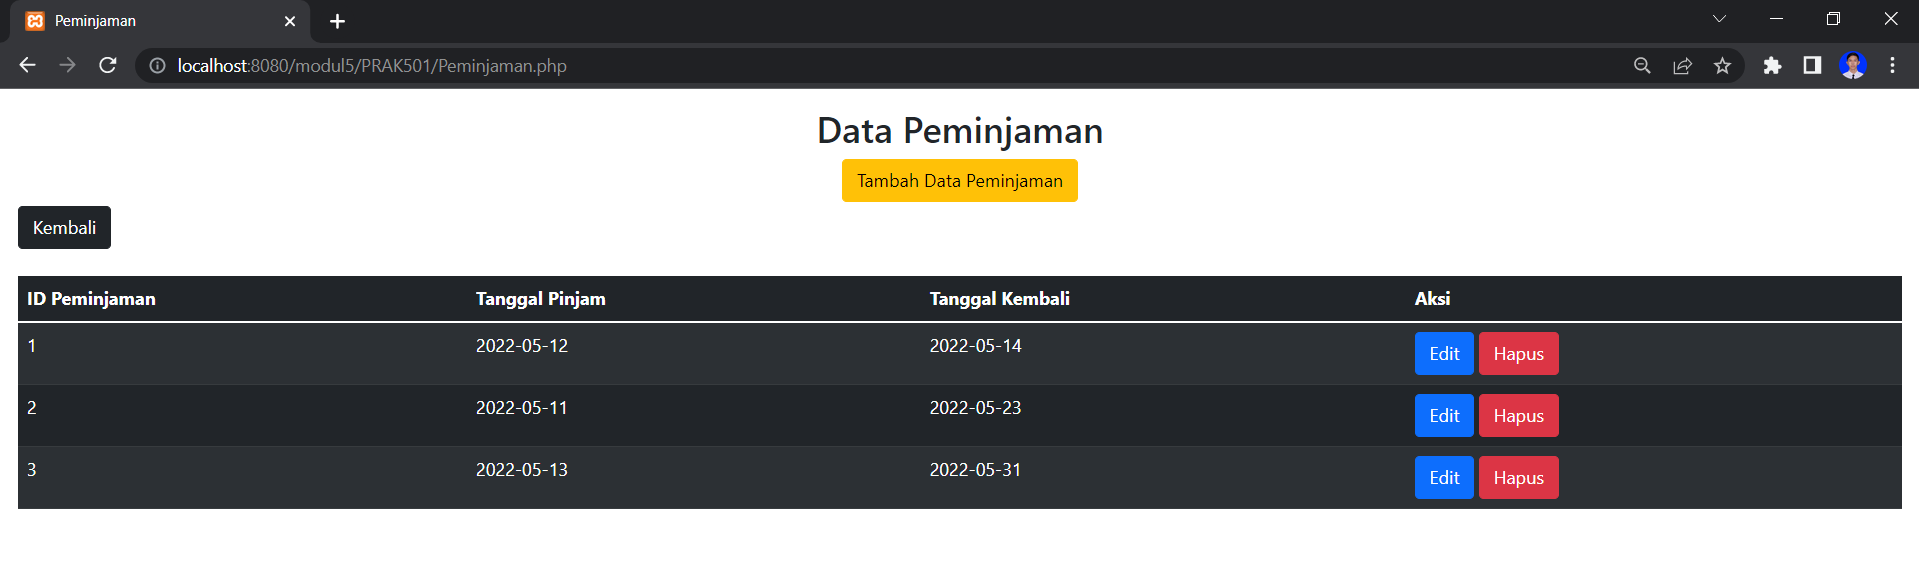 Peminjaman
localhost:8080/modul5/PRAK501/Peminjaman.php
Data Peminjaman
Tambah Data Peminjaman
Kembali
ID Peminjaman Tanggal Pinjam Tanggal Kembali Aksi
1 2022-05-12 2022-05-14 Edit Hapus
2 2022-05-11 2022-05-23 Edit Hapus
3 2022-05-13 2022-05-31 Edit Hapus